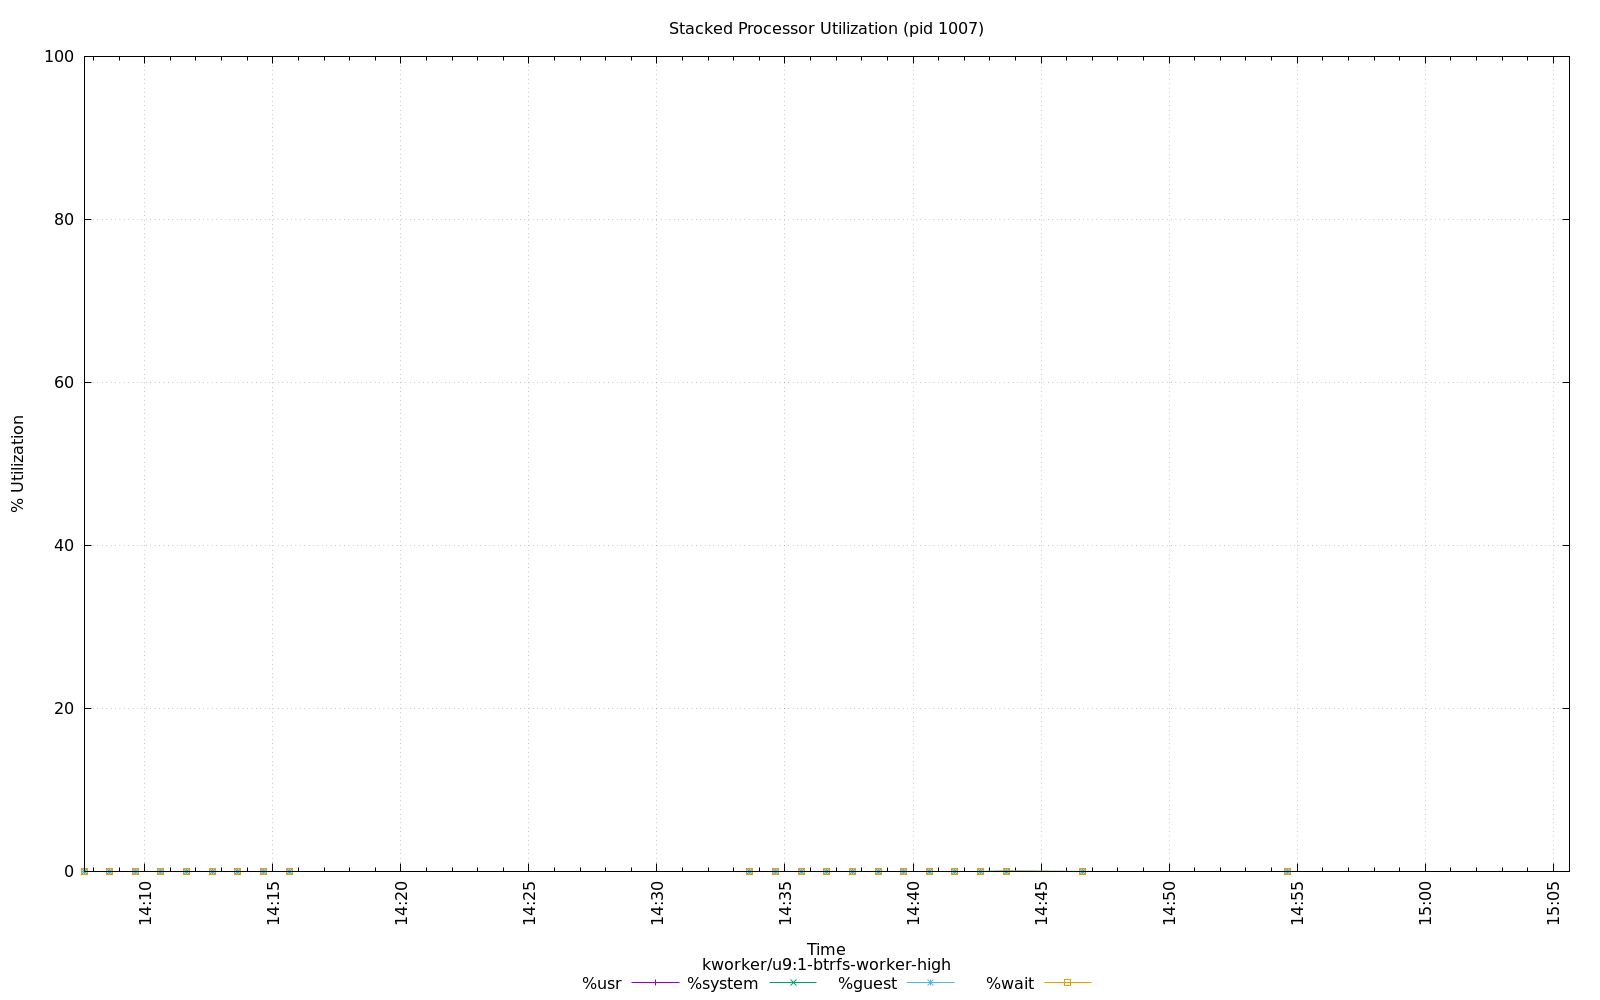 Stacked Processor Utilization (pid 1007)
100
80
60
40
20
0
% Utilization
14:10 14:15 14:20 14:25 14:30 14:35 14:40 14:45 14:50 14:55 15:00 15:05
Time
kworker/u9:1-btrfs-worker-high
%usr %system %guest %wait